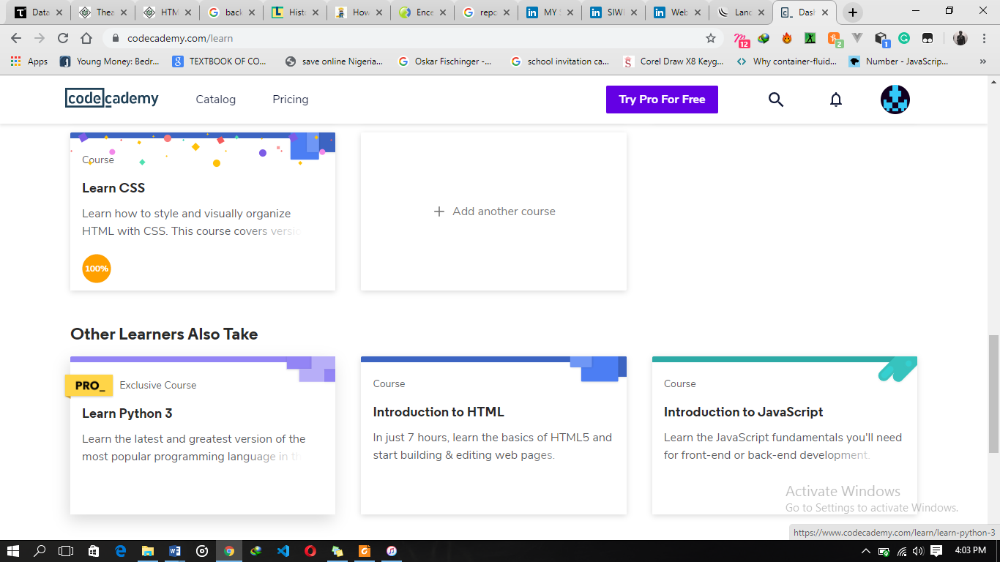 Data
Thea
HTM
back
Histo
How
Ence
repo
MY S
SIWE
Web
Land
Dash
codecademy.com/learn
12
2
1
Apps
Young Money: Bedr...
TEXTBOOK OF CO...
save online Nigeria...
Oskar Fischinger -...
school invitation ca...
Corel Draw X8 Keyg...
Why container-fluid...
Number - JavaScrip...
codecademy
Catalog
Pricing
Try Pro For Free
Course
Learn CSS
Learn how to style and visually organize
HTML with CSS. This course covers versio
100%
+ Add another course
Other Learners Also Take
PRO_
Exclusive Course
Learn Python 3
Learn the latest and greatest version of the
most popular programming language in th
Course
Introduction to HTML
In just 7 hours, learn the basics of HTML5 and
start building & editing web pages.
Course
Introduction to JavaScript
Learn the JavaScript fundamentals you'll need
for front-end or back-end development.
Activate Windows
Go to Settings to activate Windows.
https://www.codecademy.com/learn/learn-python-3
4:03 PM